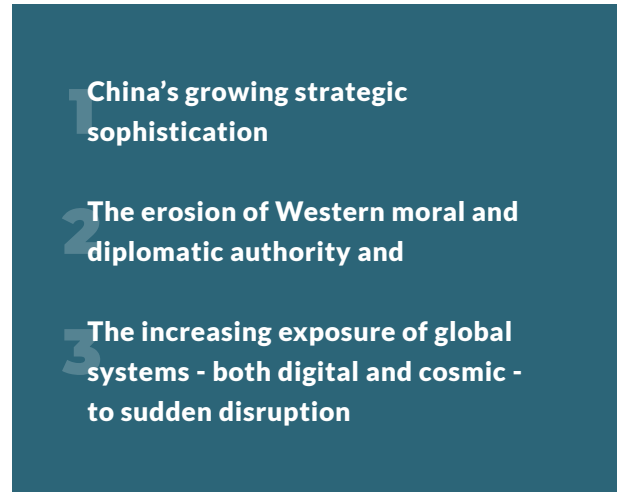 1 China’s growing strategic
sophistication
2 The erosion of Western moral and
diplomatic authority and
3 The increasing exposure of global
systems - both digital and cosmic -
to sudden disruption